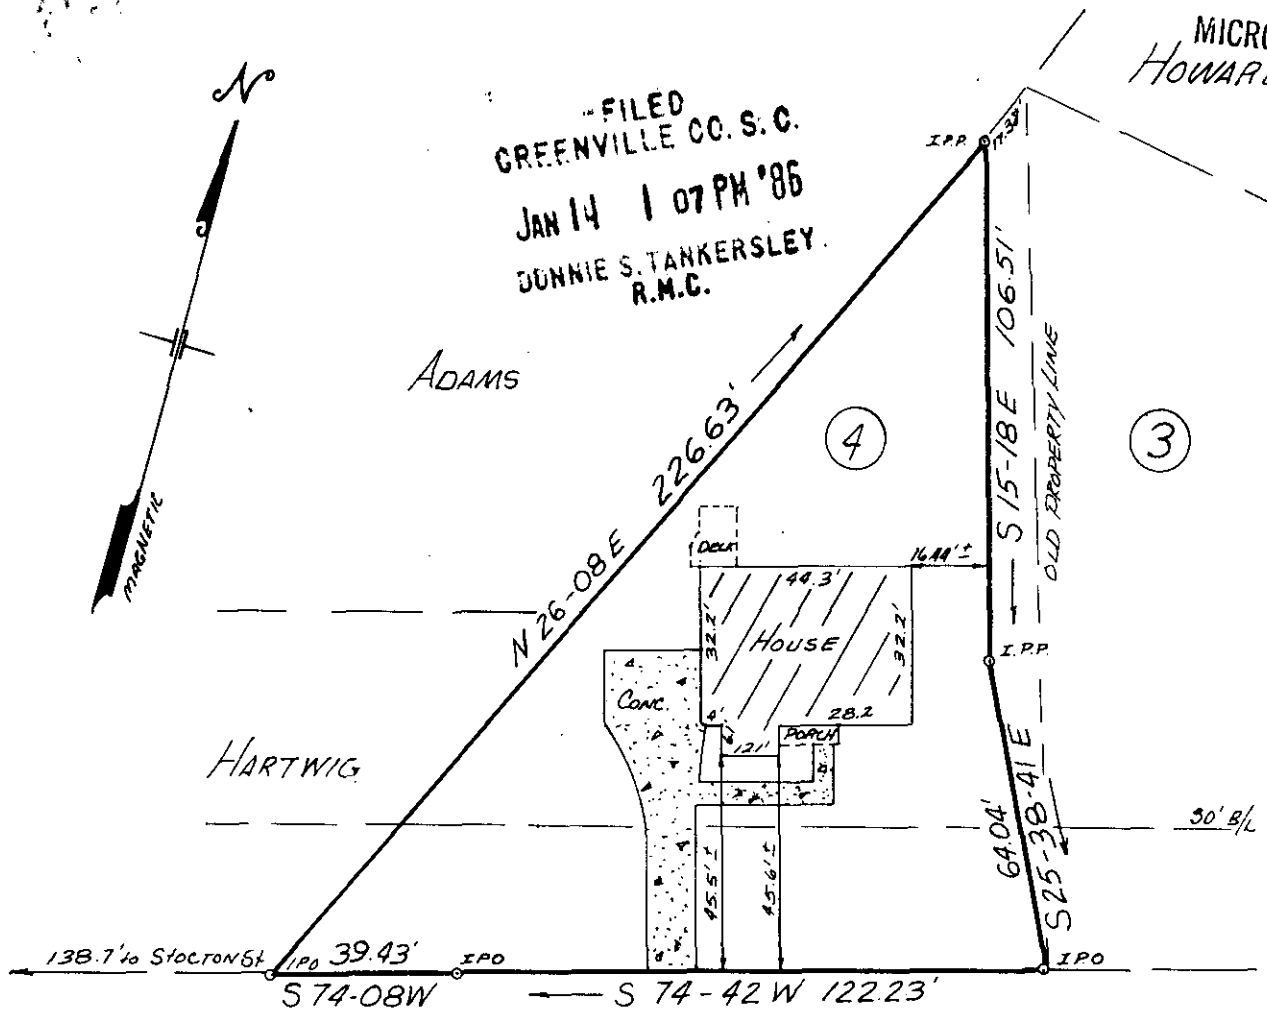 MICRO
HOWARD
N
FILED
GREENVILLE CO. S. C.
JAN 14 1 07 PM '86
DONNIE S. TANKERSLEY
R.M.C.
I.P.P.
17.38'
ADAMS
226.63'
N 26-08 E
4
3
S 15-18 E 106.51'
OLD PROPERTY LINE
MAGNETIC
DECK
16.44' ±
44.3'
32.2'
HOUSE
32.2'
I.P.P.
CONC.
4'
28.2
PORCH
12.1'
HARTWIG
30' B/L
45.5' ±
45.6' ±
64.04'
S 25-38-41 E
138.7' to STOCTON St.
IPO
39.43'
IPO
IPO
S 74-08W
S 74-42 W 122.23'